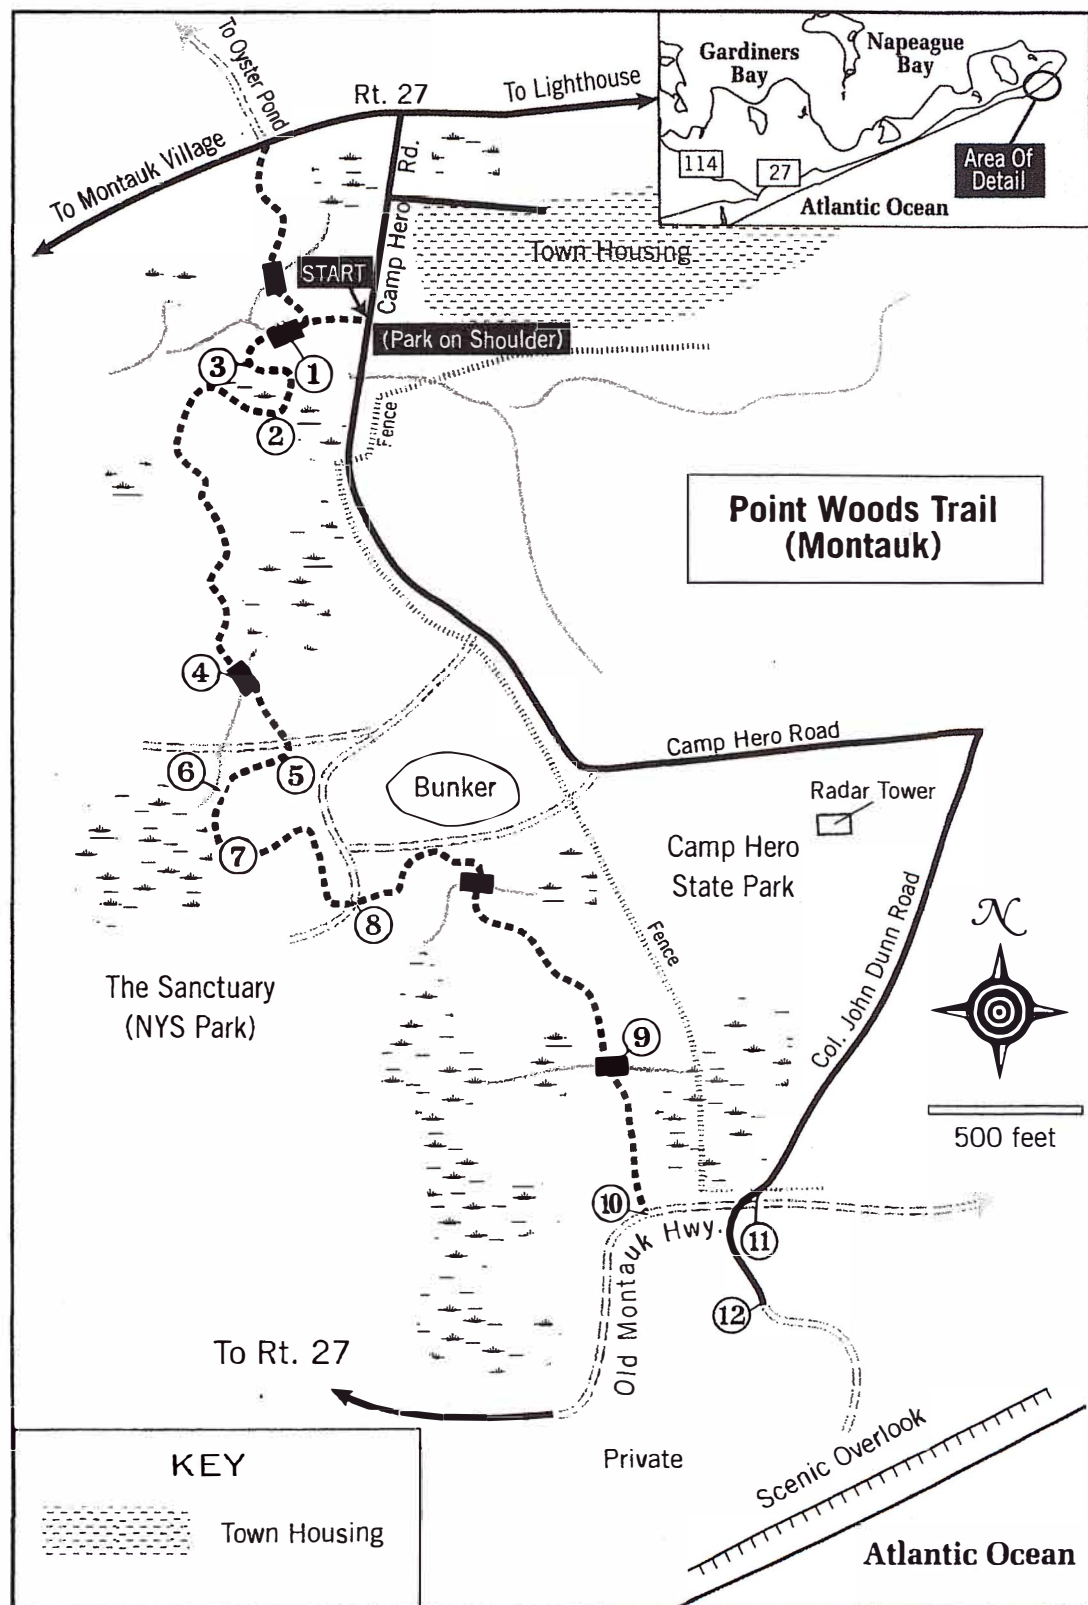 To Oyster Pond
Rt. 27
To Lighthouse
To Montauk Village
Camp Hero Rd.
Gardiners
Bay
Napeague
Bay
114
27
Area Of
Detail
Atlantic Ocean
Town Housing
START
(Park on Shoulder)
Fence
3
1
2
Point Woods Trail
(Montauk)
4
5
6
7
8
Bunker
Camp Hero Road
Radar Tower
Camp Hero
State Park
Col. John Dunn Road
N
500 feet
Fence
The Sanctuary
(NYS Park)
9
10
11
12
Old Montauk Hwy.
To Rt. 27
Private
Scenic Overlook
Atlantic Ocean
KEY
Town Housing